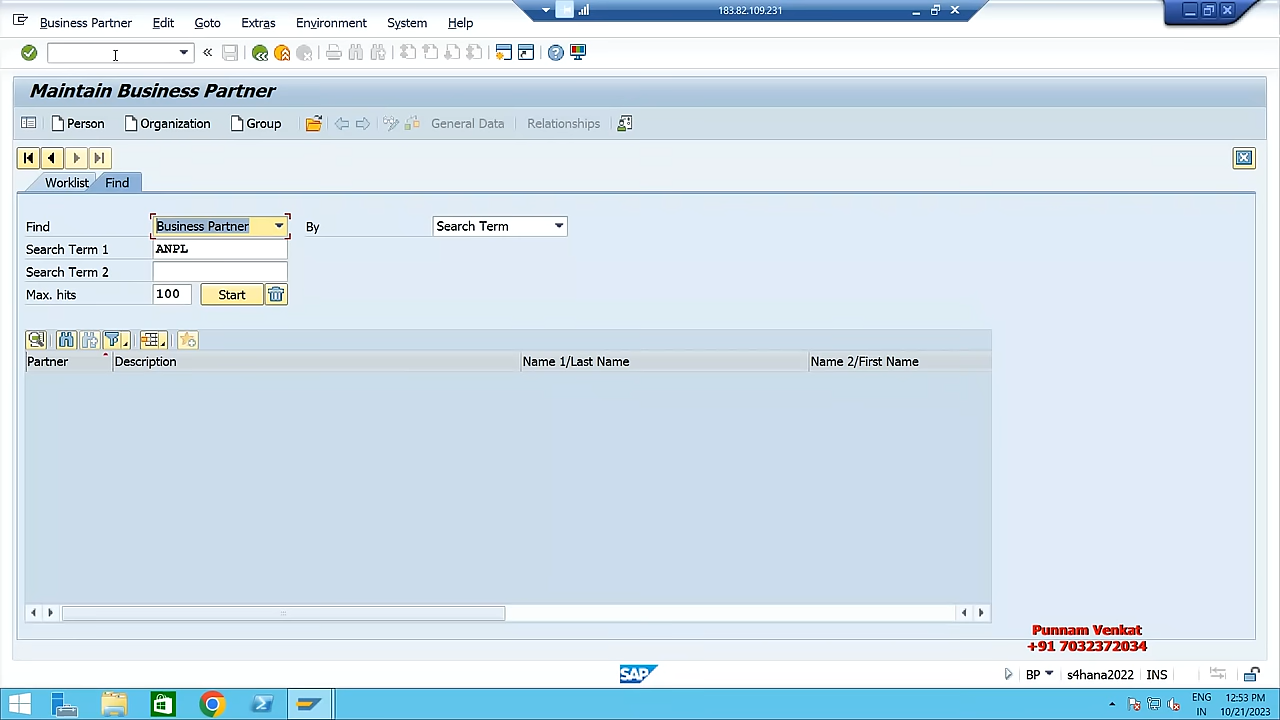 183.82.109.231
Business Partner Edit Goto Extras Environment System Help
Maintain Business Partner
Person Organization Group General Data Relationships
Worklist Find
Find Business Partner By Search Term
Search Term 1 ANPL
Search Term 2
Max. hits 100 Start
Partner Description Name 1/Last Name Name 2/First Name
Punnam Venkat
+91 7032372034
SAP BP s4hana2022 INS
ENG 12:53 PM
IN 10/21/2023